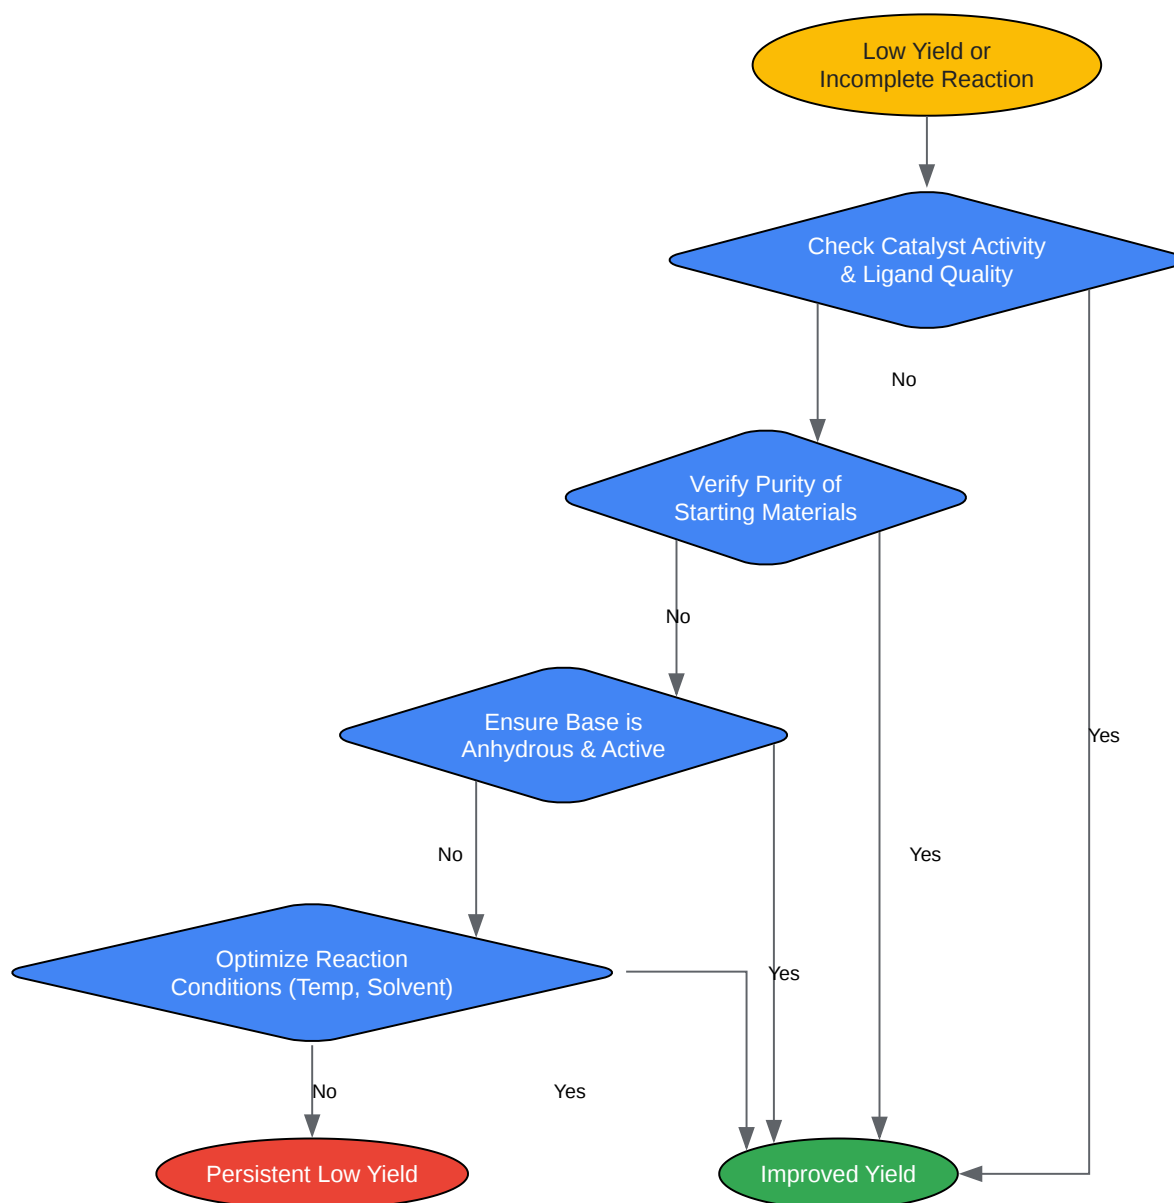 Low Yield or
Incomplete Reaction
Check Catalyst Activity
& Ligand Quality
No
Verify Purity of
Starting Materials
No
Ensure Base is
Anhydrous & Active
Yes
No
Yes
Optimize Reaction
Conditions (Temp, Solvent)
Yes
No
Yes
Persistent Low Yield
Improved Yield